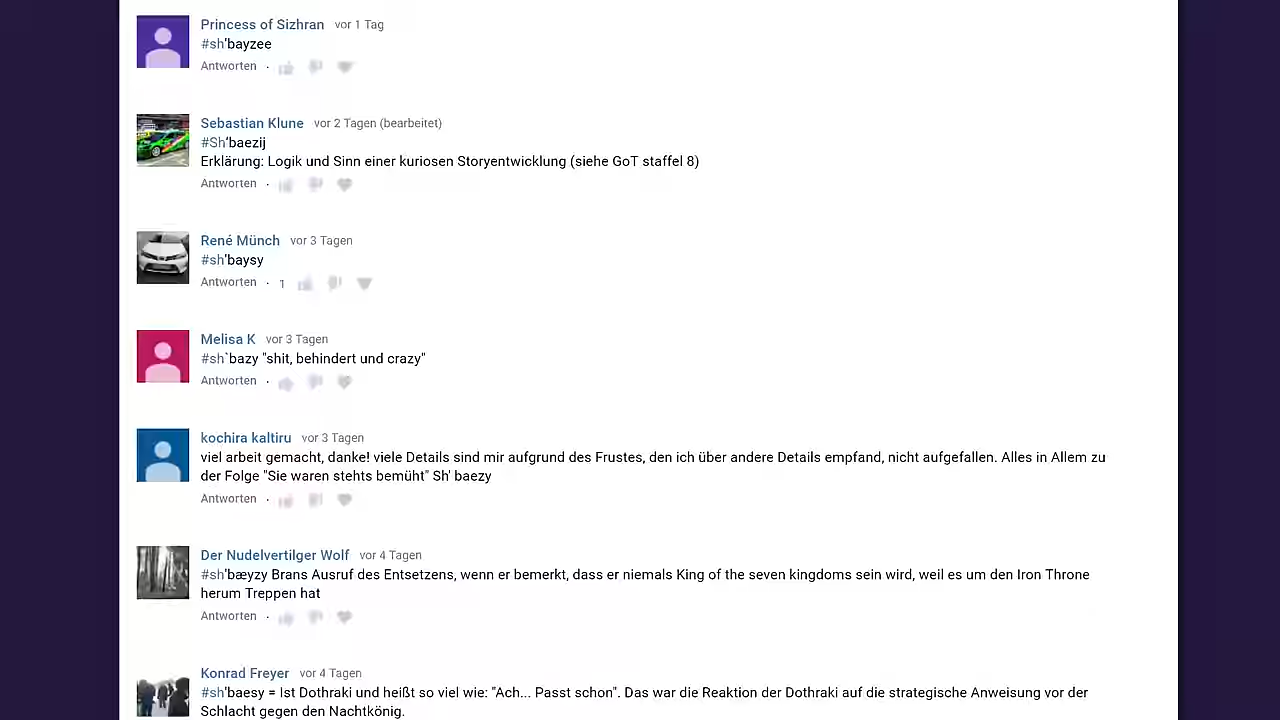 Princess of Sizhran vor 1 Tag
#sh'bayzee
Antworten ·
Sebastian Klune vor 2 Tagen (bearbeitet)
#Sh'baezij
Erklärung: Logik und Sinn einer kuriosen Storyentwicklung (siehe GoT staffel 8)
Antworten ·
René Münch vor 3 Tagen
#sh'baysy
Antworten · 1
Melisa K vor 3 Tagen
#sh`bazy "shit, behindert und crazy"
Antworten ·
kochira kaltiru vor 3 Tagen
viel arbeit gemacht, danke! viele Details sind mir aufgrund des Frustes, den ich über andere Details empfand, nicht aufgefallen. Alles in Allem zu
der Folge "Sie waren stehts bemüht" Sh' baezy
Antworten ·
Der Nudelvertilger Wolf vor 4 Tagen
#sh'bæyzy Brans Ausruf des Entsetzens, wenn er bemerkt, dass er niemals King of the seven kingdoms sein wird, weil es um den Iron Throne
herum Treppen hat
Antworten ·
Konrad Freyer vor 4 Tagen
#sh'baesy = Ist Dothraki und heißt so viel wie: "Ach... Passt schon". Das war die Reaktion der Dothraki auf die strategische Anweisung vor der
Schlacht gegen den Nachtkönig.